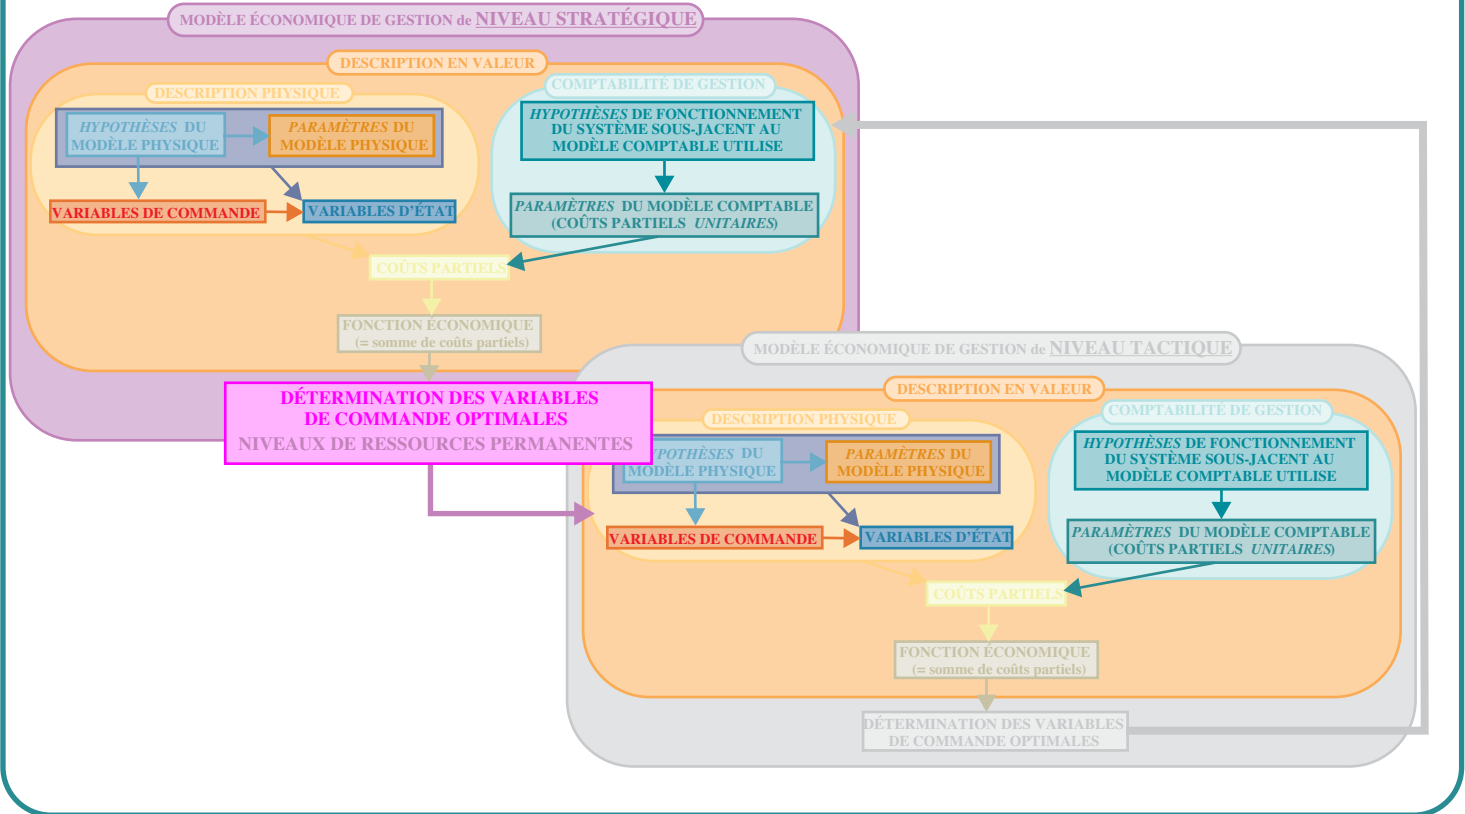 MODÈLE ÉCONOMIQUE DE GESTION de NIVEAU STRATÉGIQUE
DESCRIPTION EN VALEUR
DESCRIPTION PHYSIQUE
HYPOTHÈSES DU
MODÈLE PHYSIQUE
PARAMÈTRES DU
MODÈLE PHYSIQUE
VARIABLES DE COMMANDE
VARIABLES D'ÉTAT
COMPTABILITÉ DE GESTION
HYPOTHÈSES DE FONCTIONNEMENT
DU SYSTÈME SOUS-JACENT AU
MODÈLE COMPTABLE UTILISE
PARAMÈTRES DU MODÈLE COMPTABLE
(COÛTS PARTIELS UNITAIRES)
COÛTS PARTIELS
FONCTION ÉCONOMIQUE
(= somme de coûts partiels)
DÉTERMINATION DES VARIABLES
DE COMMANDE OPTIMALES
NIVEAUX DE RESSOURCES PERMANENTES
MODÈLE ÉCONOMIQUE DE GESTION de NIVEAU TACTIQUE
DESCRIPTION EN VALEUR
DESCRIPTION PHYSIQUE
YPOTHÈSES DU
MODÈLE PHYSIQUE
PARAMÈTRES DU
MODÈLE PHYSIQUE
VARIABLES DE COMMANDE
VARIABLES D'ÉTAT
COMPTABILITÉ DE GESTION
HYPOTHÈSES DE FONCTIONNEMENT
DU SYSTÈME SOUS-JACENT AU
MODÈLE COMPTABLE UTILISE
PARAMÈTRES DU MODÈLE COMPTABLE
(COÛTS PARTIELS UNITAIRES)
COÛTS PARTIELS
FONCTION ÉCONOMIQUE
(= somme de coûts partiels)
DÉTERMINATION DES VARIABLES
DE COMMANDE OPTIMALES